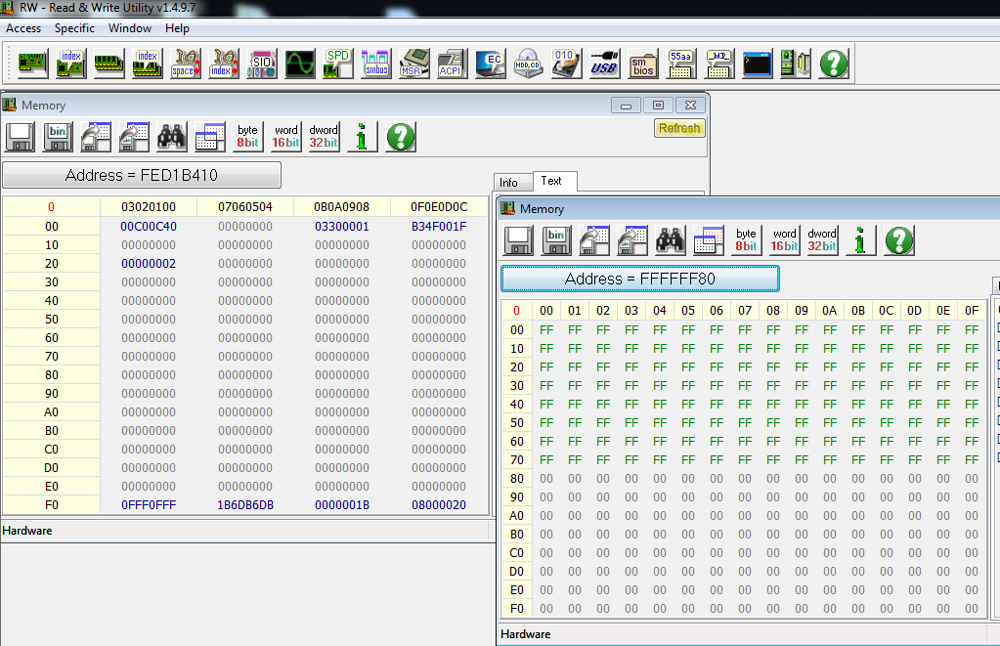 RW - Read & Write Utility v1.4.9.7
Access Specific Window Help
index index space index SIO SPD smbus MSR ACPI EC HDD,CD 010 USB sm bios 55aa _MP_
Memory
bin byte 8bit word 16bit dword 32bit Refresh
Address = FED1B410
Info Text
0 03020100 07060504 0B0A0908 0F0E0D0C
00 00C00C40 00000000 03300001 B34F001F
10 00000000 00000000 00000000 00000000
20 00000002 00000000 00000000 00000000
30 00000000 00000000 00000000 00000000
40 00000000 00000000 00000000 00000000
50 00000000 00000000 00000000 00000000
60 00000000 00000000 00000000 00000000
70 00000000 00000000 00000000 00000000
80 00000000 00000000 00000000 00000000
90 00000000 00000000 00000000 00000000
A0 00000000 00000000 00000000 00000000
B0 00000000 00000000 00000000 00000000
C0 00000000 00000000 00000000 00000000
D0 00000000 00000000 00000000 00000000
E0 00000000 00000000 00000000 00000000
F0 0FFF0FFF 1B6DB6DB 0000001B 08000020
Hardware
Memory
bin byte 8bit word 16bit dword 32bit
Address = FFFFFF80
0 00 01 02 03 04 05 06 07 08 09 0A 0B 0C 0D 0E 0F
00 FF FF FF FF FF FF FF FF FF FF FF FF FF FF FF FF
10 FF FF FF FF FF FF FF FF FF FF FF FF FF FF FF FF
20 FF FF FF FF FF FF FF FF FF FF FF FF FF FF FF FF
30 FF FF FF FF FF FF FF FF FF FF FF FF FF FF FF FF
40 FF FF FF FF FF FF FF FF FF FF FF FF FF FF FF FF
50 FF FF FF FF FF FF FF FF FF FF FF FF FF FF FF FF
60 FF FF FF FF FF FF FF FF FF FF FF FF FF FF FF FF
70 FF FF FF FF FF FF FF FF FF FF FF FF FF FF FF FF
80 00 00 00 00 00 00 00 00 00 00 00 00 00 00 00 00
90 00 00 00 00 00 00 00 00 00 00 00 00 00 00 00 00
A0 00 00 00 00 00 00 00 00 00 00 00 00 00 00 00 00
B0 00 00 00 00 00 00 00 00 00 00 00 00 00 00 00 00
C0 00 00 00 00 00 00 00 00 00 00 00 00 00 00 00 00
D0 00 00 00 00 00 00 00 00 00 00 00 00 00 00 00 00
E0 00 00 00 00 00 00 00 00 00 00 00 00 00 00 00 00
F0 00 00 00 00 00 00 00 00 00 00 00 00 00 00 00 00
Hardware